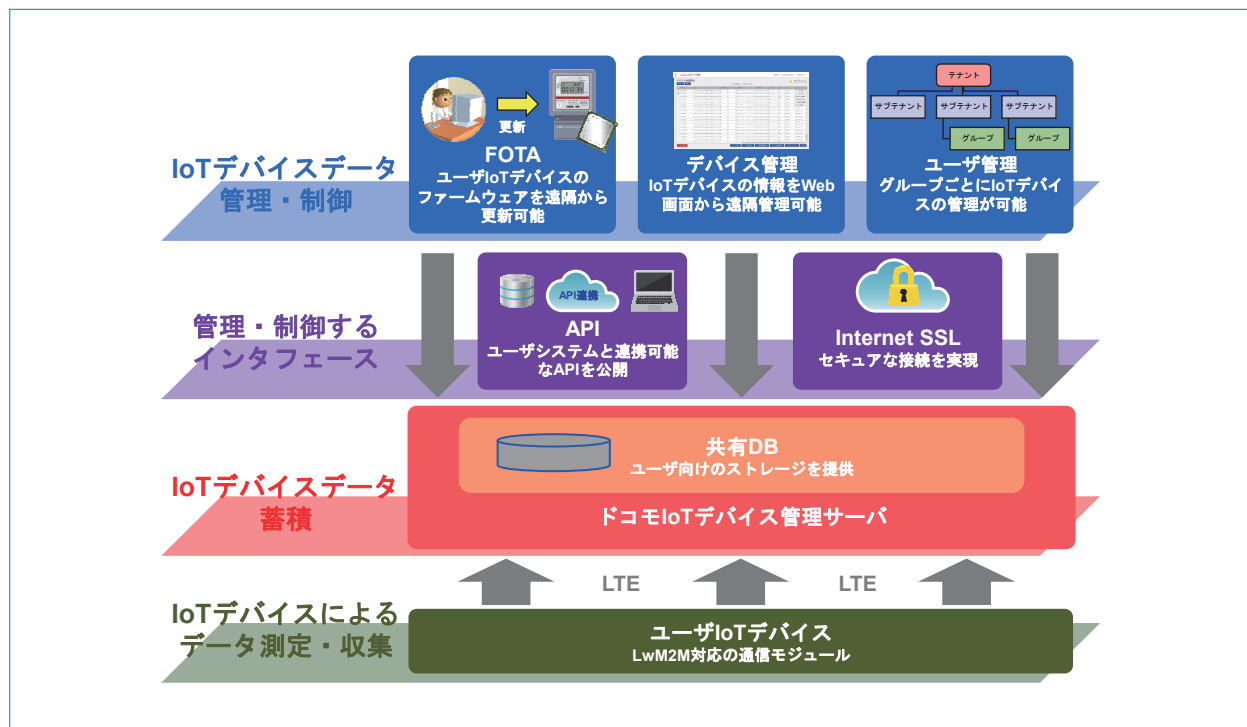 テナント
サブテナント
サブテナント
サブテナント
グループ
グループ
更新
FOTA
ユーザIoTデバイスの
ファームウェアを遠隔から
更新可能
デバイス管理
IoTデバイスの情報をWeb
画面から遠隔管理可能
ユーザ管理
グループごとにIoTデバイ
スの管理が可能
IoTデバイスデータ
管理・制御
API連携
API
ユーザシステムと連携可能
なAPIを公開
Internet SSL
セキュアな接続を実現
管理・制御する
インタフェース
共有DB
ユーザ向けのストレージを提供
ドコモIoTデバイス管理サーバ
IoTデバイスデータ
蓄積
LTE
LTE
IoTデバイスによる
データ測定・収集
ユーザIoTデバイス
LwM2M対応の通信モジュール